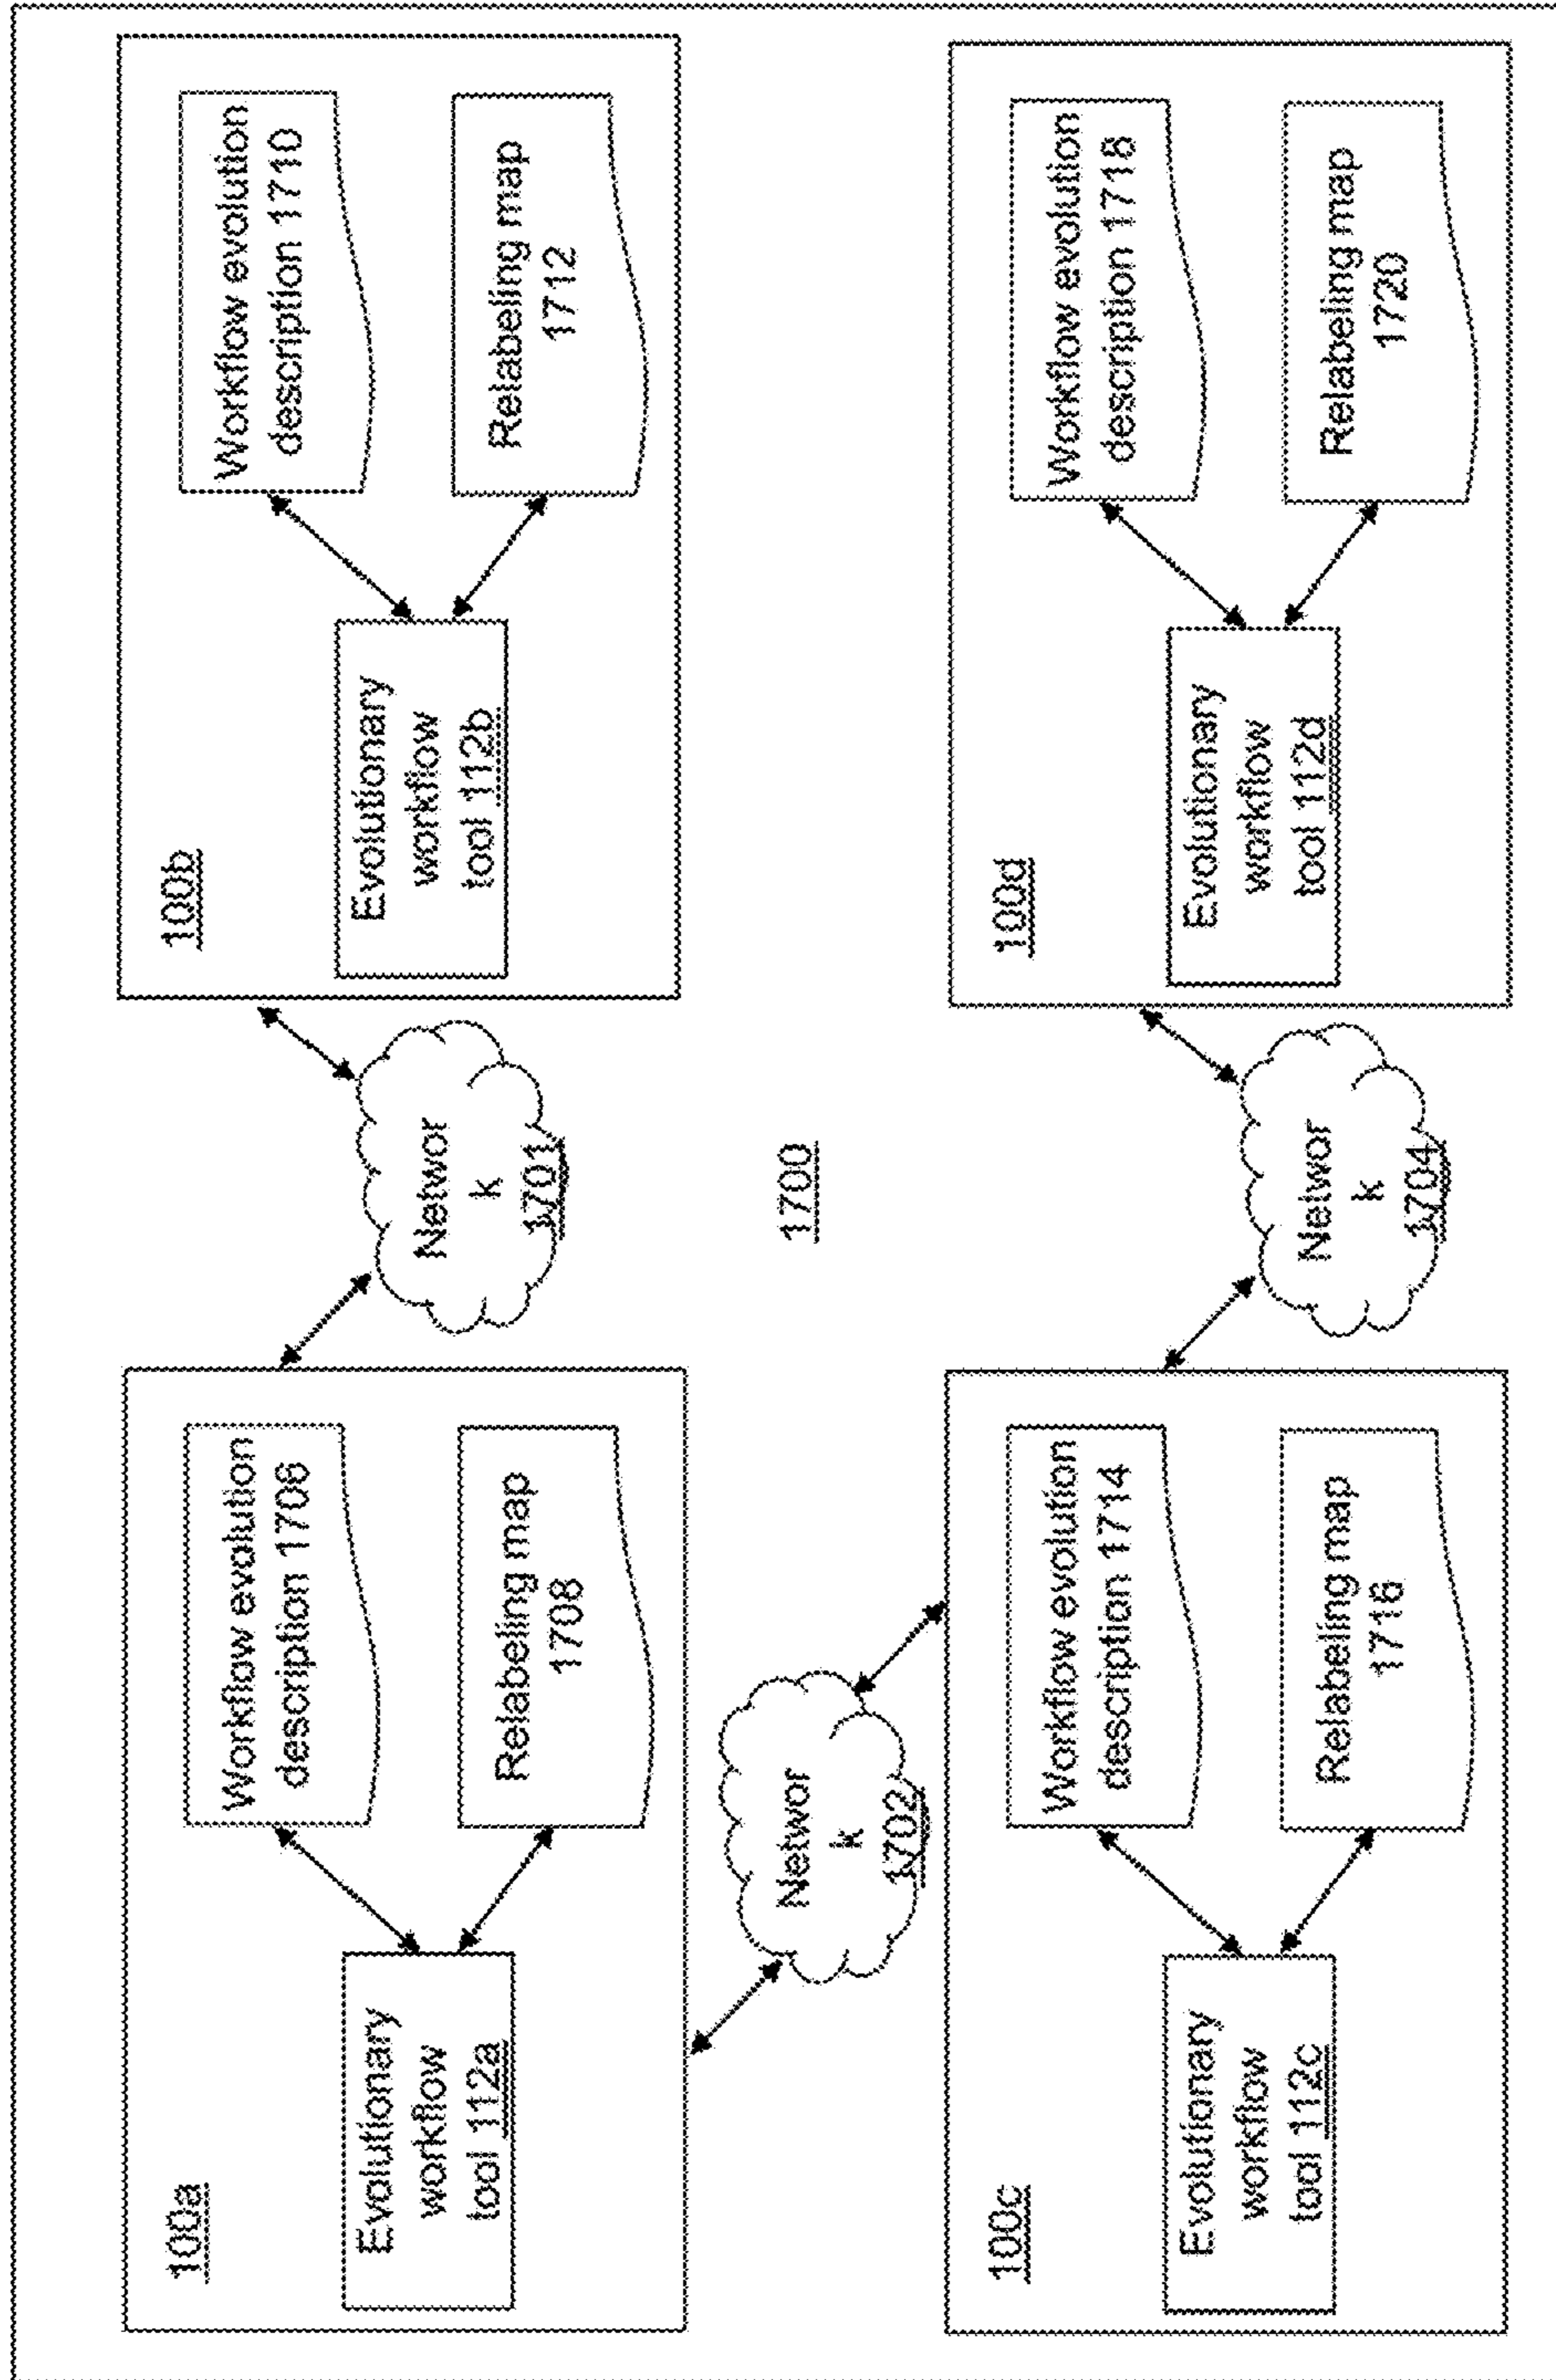 100a
Workflow evolution
description 1706
Evolutionary
workflow
tool 112a
Relabeling map
1708
Networ
k
1701
100b
Workflow evolution
description 1710
Evolutionary
workflow
tool 112b
Relabeling map
1712
Networ
k
1702
1700
100c
Workflow evolution
description 1714
Evolutionary
workflow
tool 112c
Relabeling map
1716
Networ
k
1704
100d
Workflow evolution
description 1718
Evolutionary
workflow
tool 112d
Relabeling map
1720